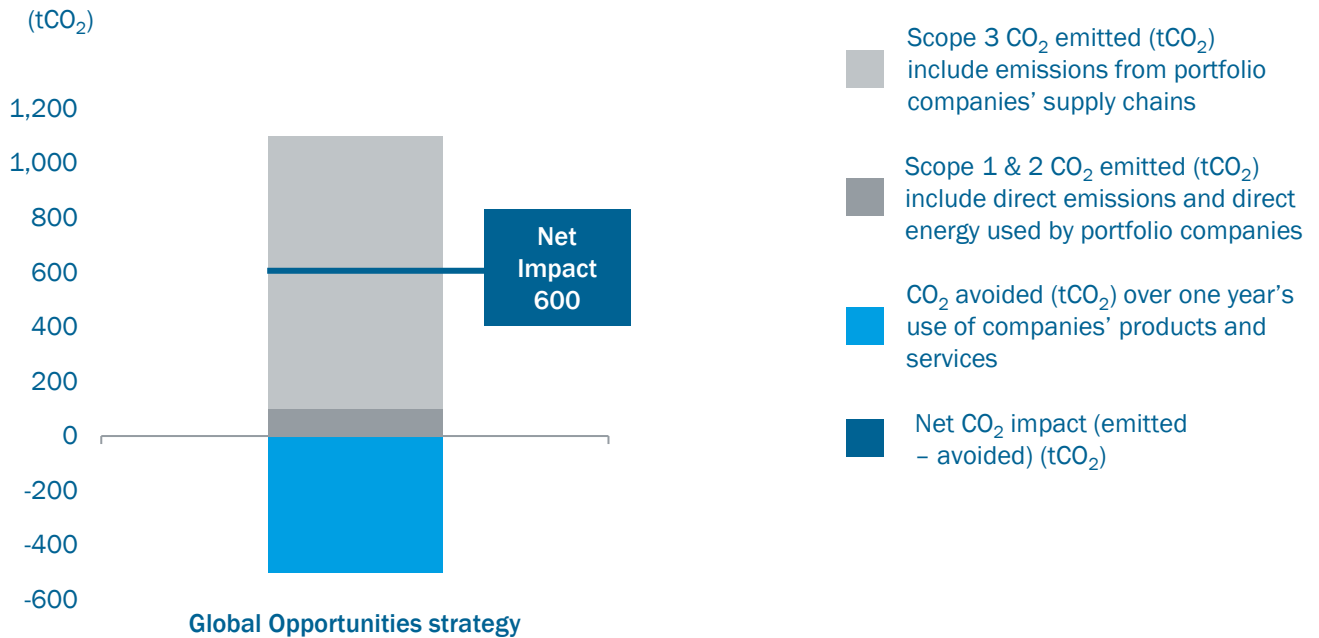 (tCO₂)
1,200
1,000
800
600
400
200
0
-200
-400
-600
Net
Impact
600
Global Opportunities strategy
Scope 3 CO₂ emitted (tCO₂)
include emissions from portfolio
companies’ supply chains
Scope 1 & 2 CO₂ emitted (tCO₂)
include direct emissions and direct
energy used by portfolio companies
CO₂ avoided (tCO₂) over one year’s
use of companies’ products and
services
Net CO₂ impact (emitted
– avoided) (tCO₂)